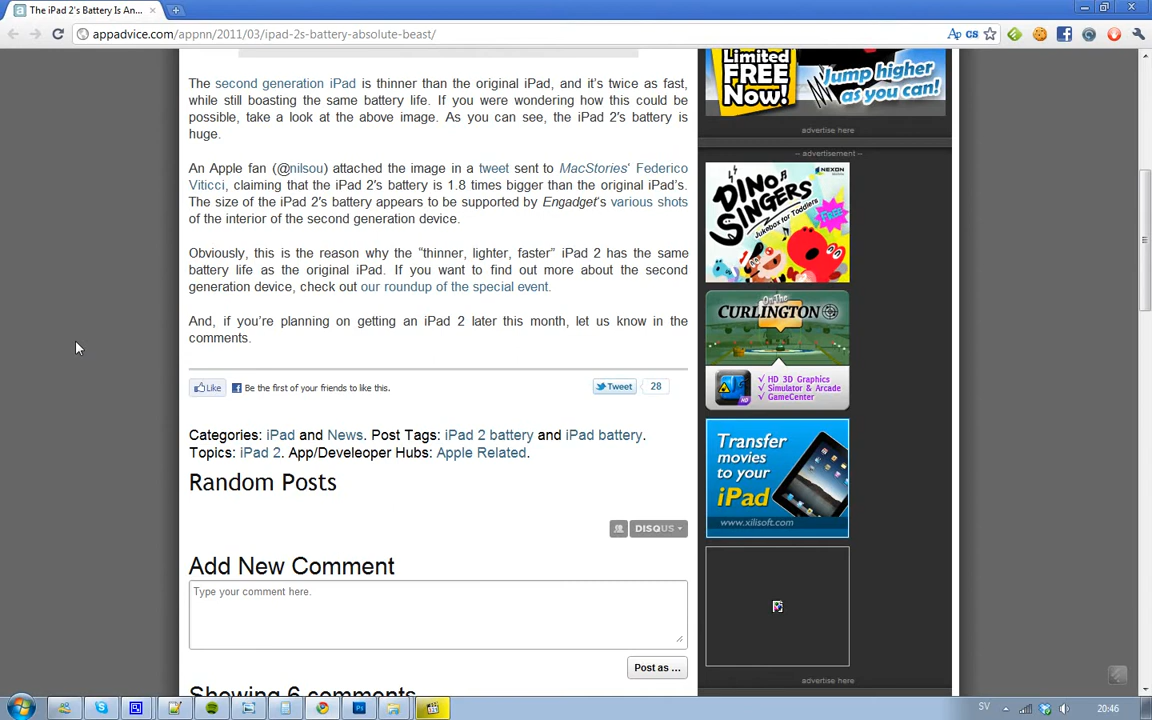 The iPad 2's Battery Is An...
appadvice.com/appnn/2011/03/ipad-2s-battery-absolute-beast/
The second generation iPad is thinner than the original iPad, and it's twice as fast,
while still boasting the same battery life. If you were wondering how this could be
possible, take a look at the above image. As you can see, the iPad 2's battery is
huge.
An Apple fan (@nilsou) attached the image in a tweet sent to MacStories' Federico
Viticci, claiming that the iPad 2's battery is 1.8 times bigger than the original iPad's.
The size of the iPad 2's battery appears to be supported by Engadget's various shots
of the interior of the second generation device.
Obviously, this is the reason why the “thinner, lighter, faster” iPad 2 has the same
battery life as the original iPad. If you want to find out more about the second
generation device, check out our roundup of the special event.
And, if you're planning on getting an iPad 2 later this month, let us know in the
comments.
Like
Be the first of your friends to like this.
Tweet 28
Categories: iPad and News. Post Tags: iPad 2 battery and iPad battery.
Topics: iPad 2. App/Develeoper Hubs: Apple Related.
Random Posts
DISQUS
Add New Comment
Type your comment here.
Post as ...
Showing 6 comments
Limited
FREE
Now!
Jump higher
as you can!
advertise here
-- advertisement --
NEXON
DINO
SINGERS
Jukebox for Toddlers
FREE
On The
CURLINGTON
√ HD 3D Graphics
√ Simulator & Arcade
√ GameCenter
HD
Transfer
movies
to your
iPad
www.xilisoft.com
advertise here
SV
20:46